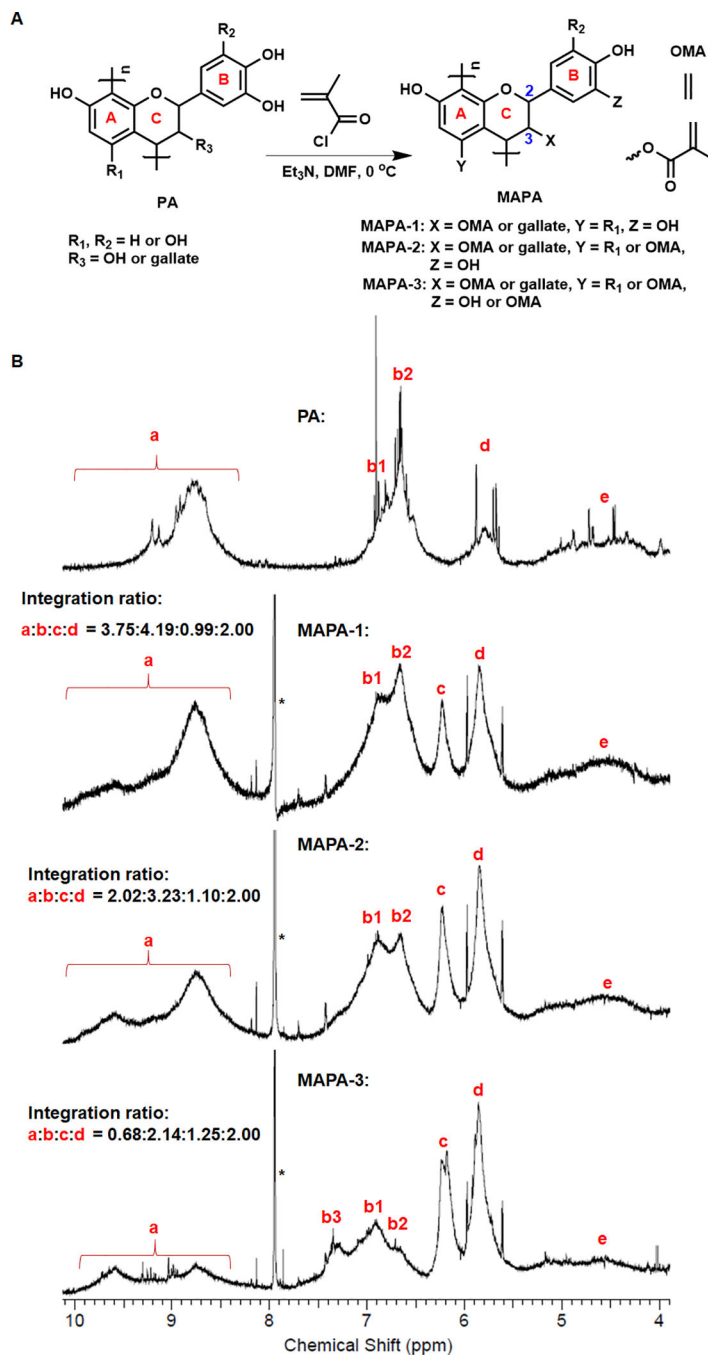 A
R₂
OH
OH
B
n
O
HO
A
C
R₃
R₁
PA
R₁, R₂ = H or OH
R₃ = OH or gallate
O
Cl
Et₃N, DMF, 0 °C
R₂
OH
B
Z
n
O
2
HO
A
C
3
X
Y
MAPA
OMA
O
O
MAPA-1: X = OMA or gallate, Y = R₁, Z = OH
MAPA-2: X = OMA or gallate, Y = R₁ or OMA,
Z = OH
MAPA-3: X = OMA or gallate, Y = R₁ or OMA,
Z = OH or OMA
B
PA:
a
b1
b2
d
e
Integration ratio:
a:b:c:d = 3.75:4.19:0.99:2.00
MAPA-1:
a
*
b1
b2
c
d
e
MAPA-2:
Integration ratio:
a:b:c:d = 2.02:3.23:1.10:2.00
a
*
b1
b2
c
d
e
MAPA-3:
Integration ratio:
a:b:c:d = 0.68:2.14:1.25:2.00
a
*
b3
b1
b2
c
d
e
10 9 8 7 6 5 4
Chemical Shift (ppm)